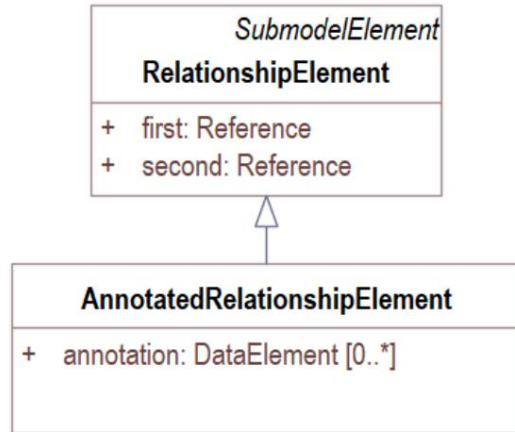 SubmodelElement
RelationshipElement
+ first: Reference
+ second: Reference
AnnotatedRelationshipElement
+ annotation: DataElement [0..*]